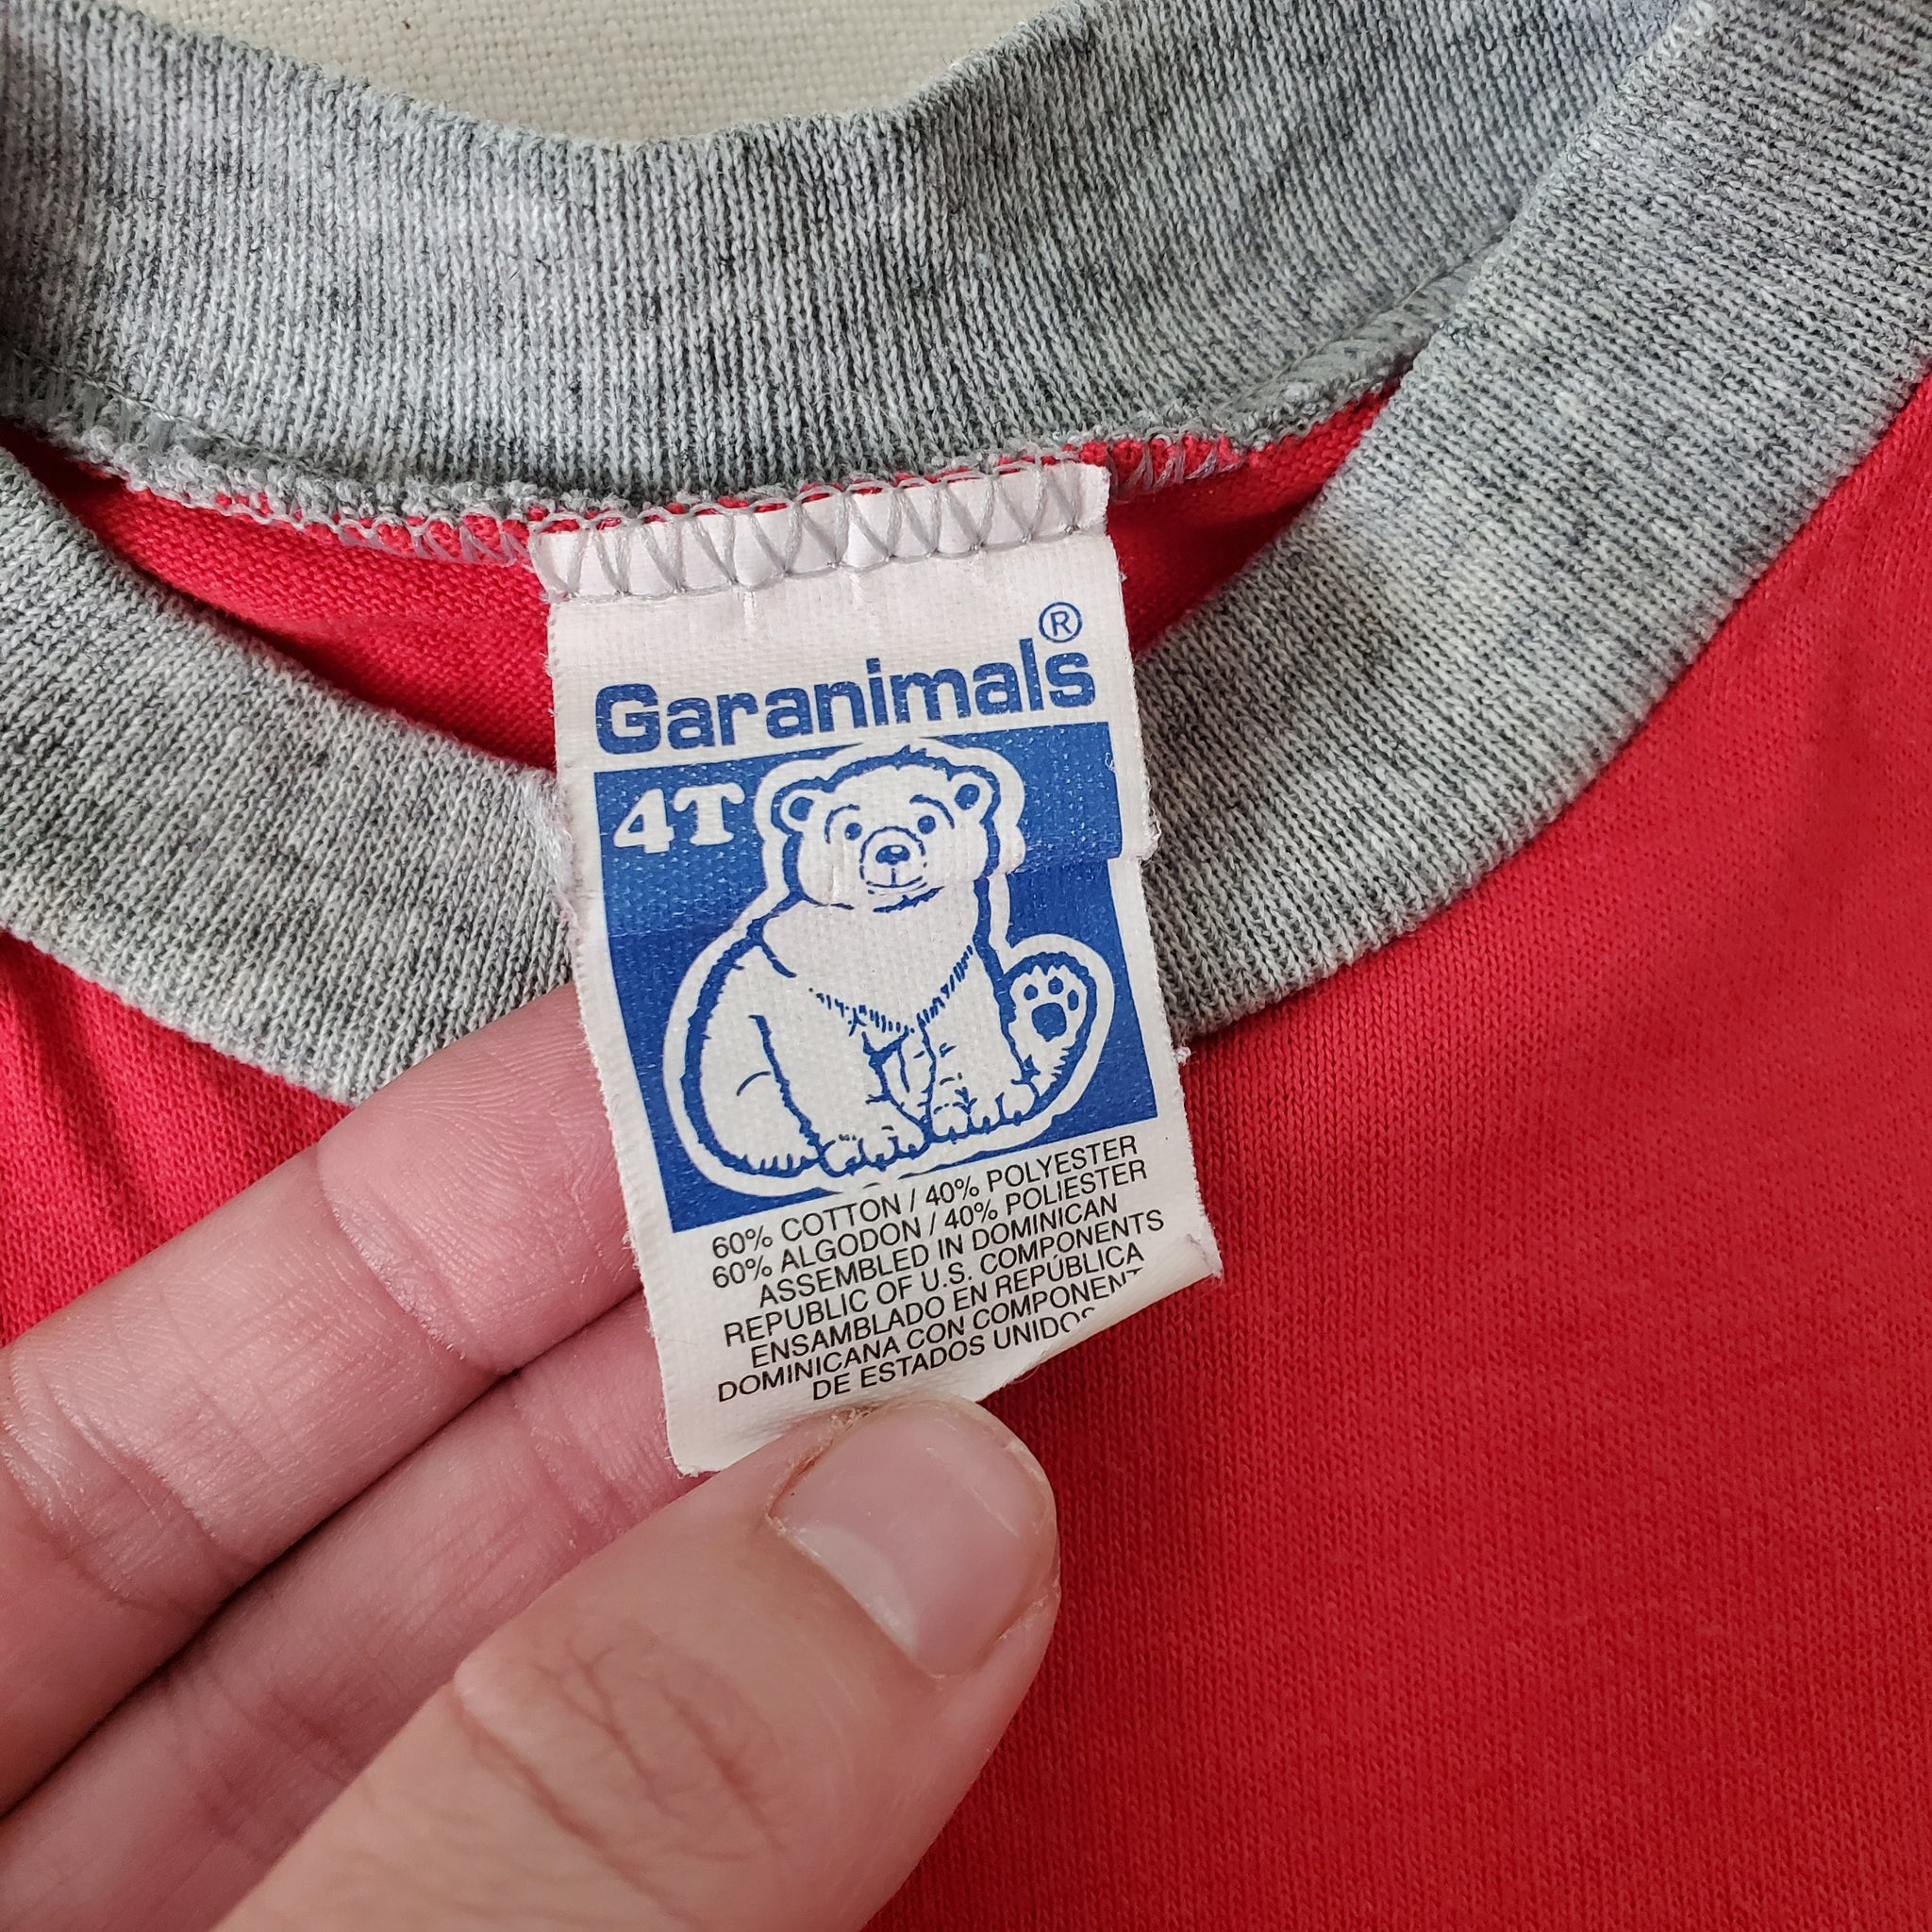 Garanimals®
4T
60% COTTON / 40% POLYESTER
60% ALGODON / 40% POLIESTER
ASSEMBLED IN DOMINICAN
REPUBLIC OF U.S. COMPONENTS
ENSAMBLADO EN REPÚBLICA
DOMINICANA CON COMPONENT
DE ESTADOS UNIDOS